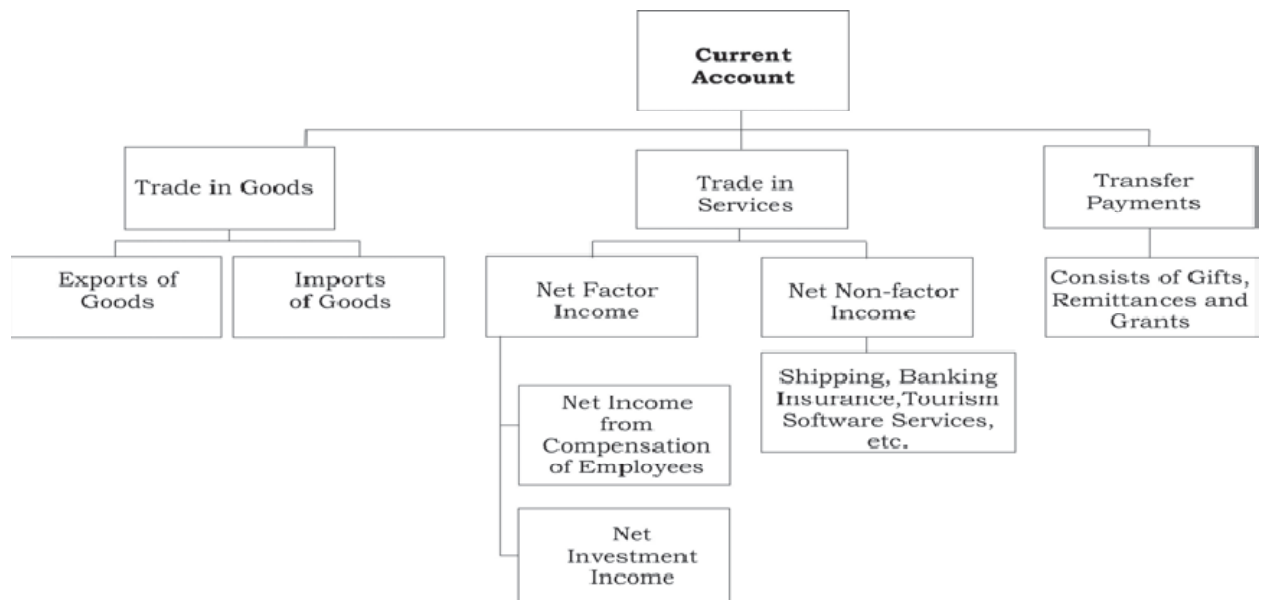 Current
Account
Trade in Goods
Trade in
Services
Transfer
Payments
Exports of
Goods
Imports
of Goods
Net Factor
Income
Net Non-factor
Income
Consists of Gifts,
Remittances and
Grants
Net Income
from
Compensation
of Employees
Shipping, Banking
Insurance,Tourism
Software Services,
etc.
Net
Investment
Income